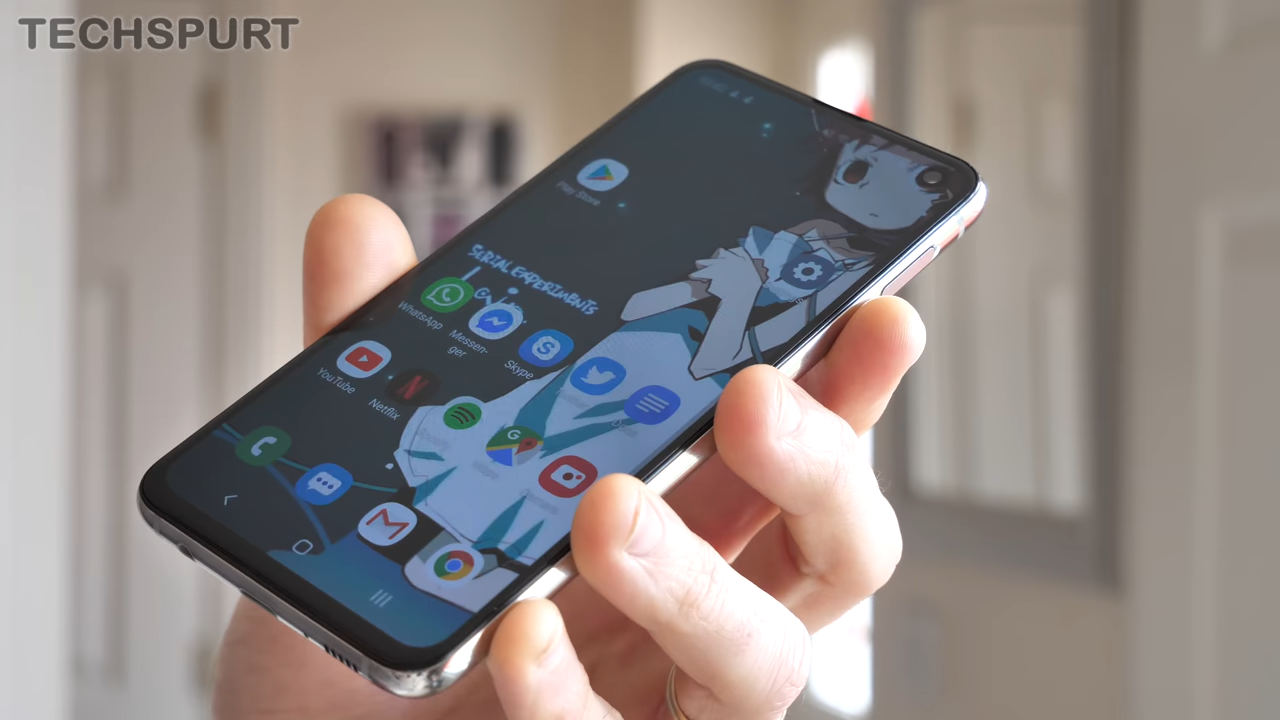 TECHSPURT
Play Store
SERIAL EXPERIMENTS
WhatsApp
Messen-
ger
Skype
YouTube
Netflix
N
G